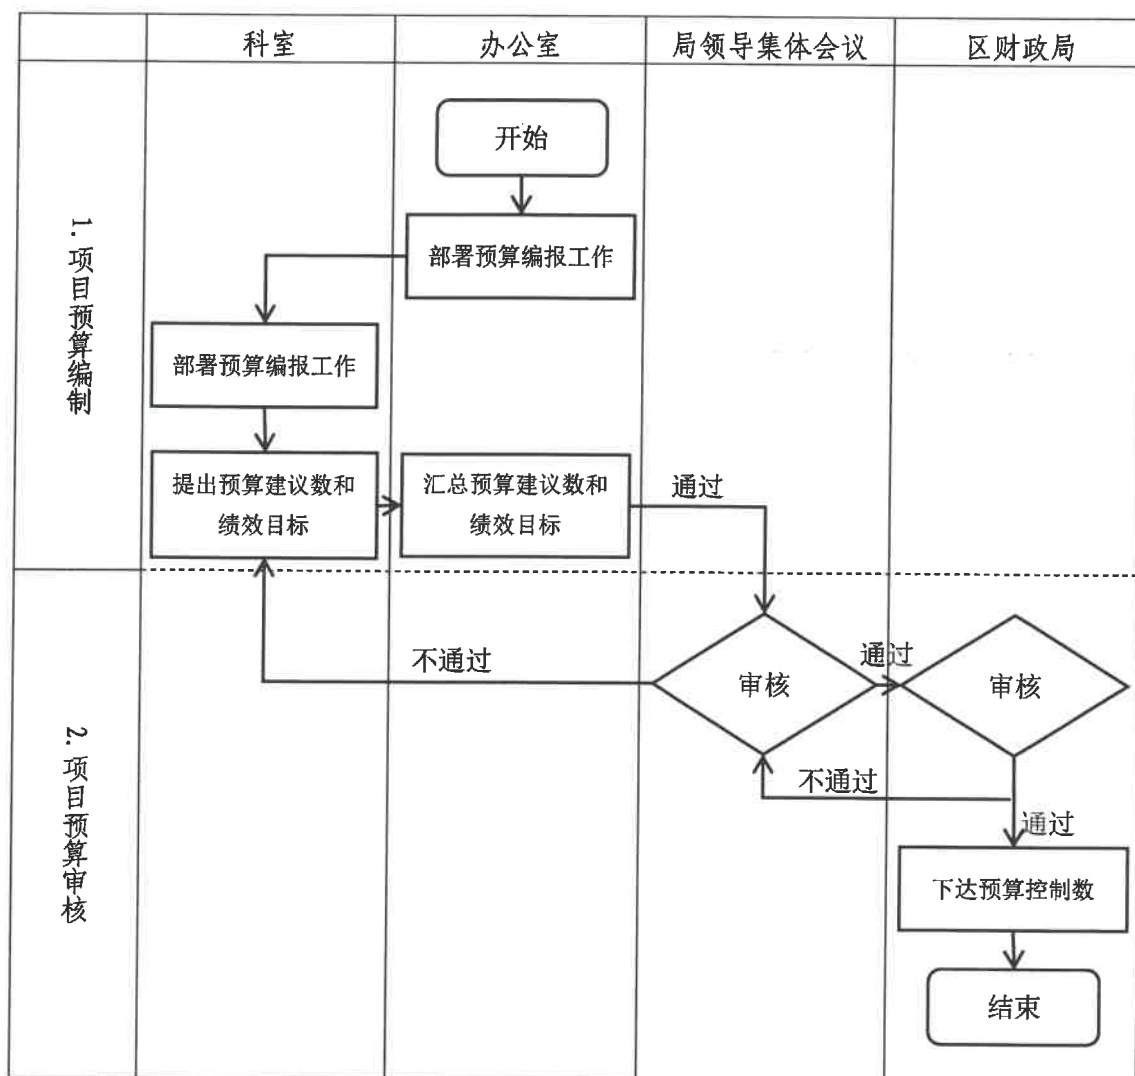 科室
办公室
局领导集体会议
区财政局
1. 项目预算编制
开始
部署预算编报工作
部署预算编报工作
提出预算建议数和
绩效目标
汇总预算建议数和
绩效目标
通过
2. 项目预算审核
不通过
审核
通过
审核
不通过
通过
下达预算控制数
结束